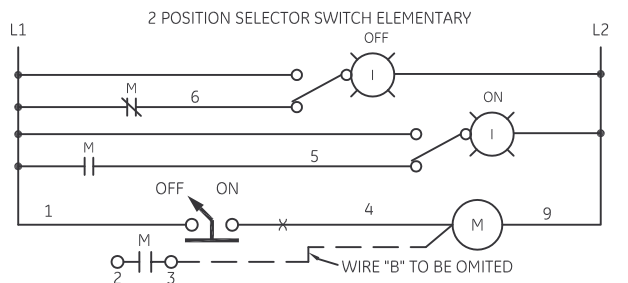 2 POSITION SELECTOR SWITCH ELEMENTARY
L1
L2
OFF
I
M
6
ON
I
M
5
OFF ON
1
4
M
9
M
2
3
WIRE "B" TO BE OMITED